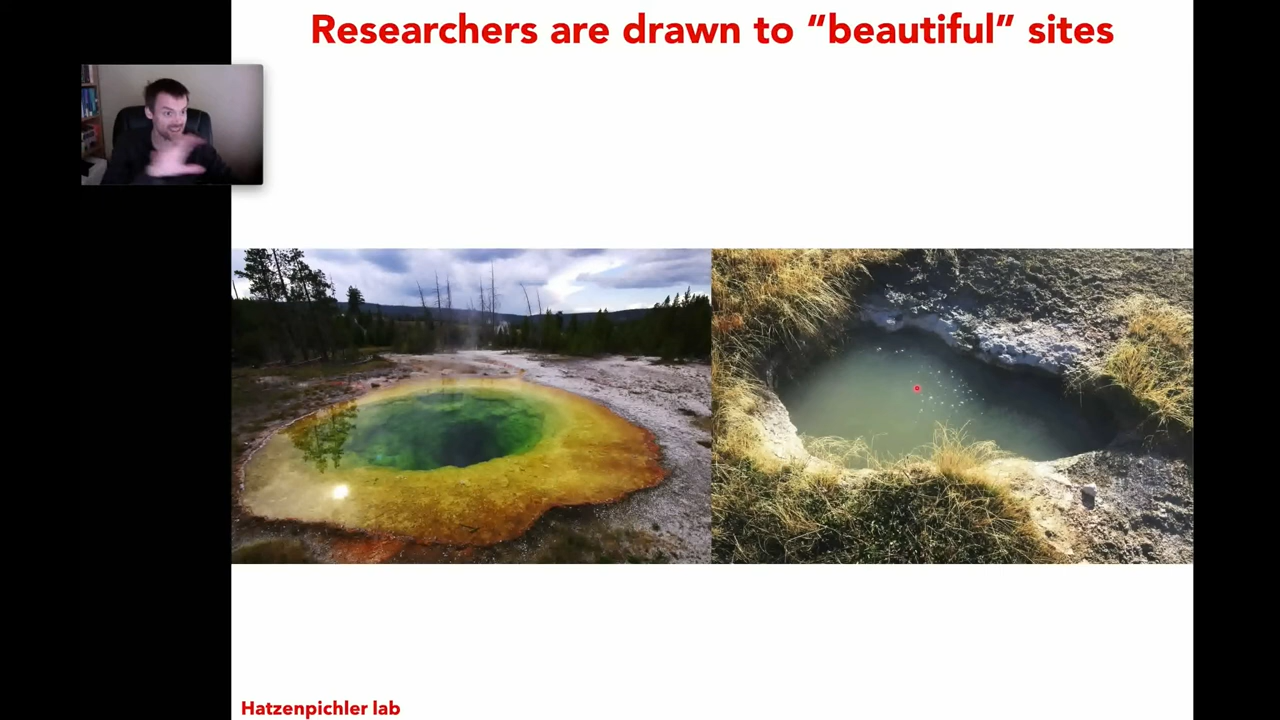 Researchers are drawn to “beautiful” sites
Hatzenpichler lab